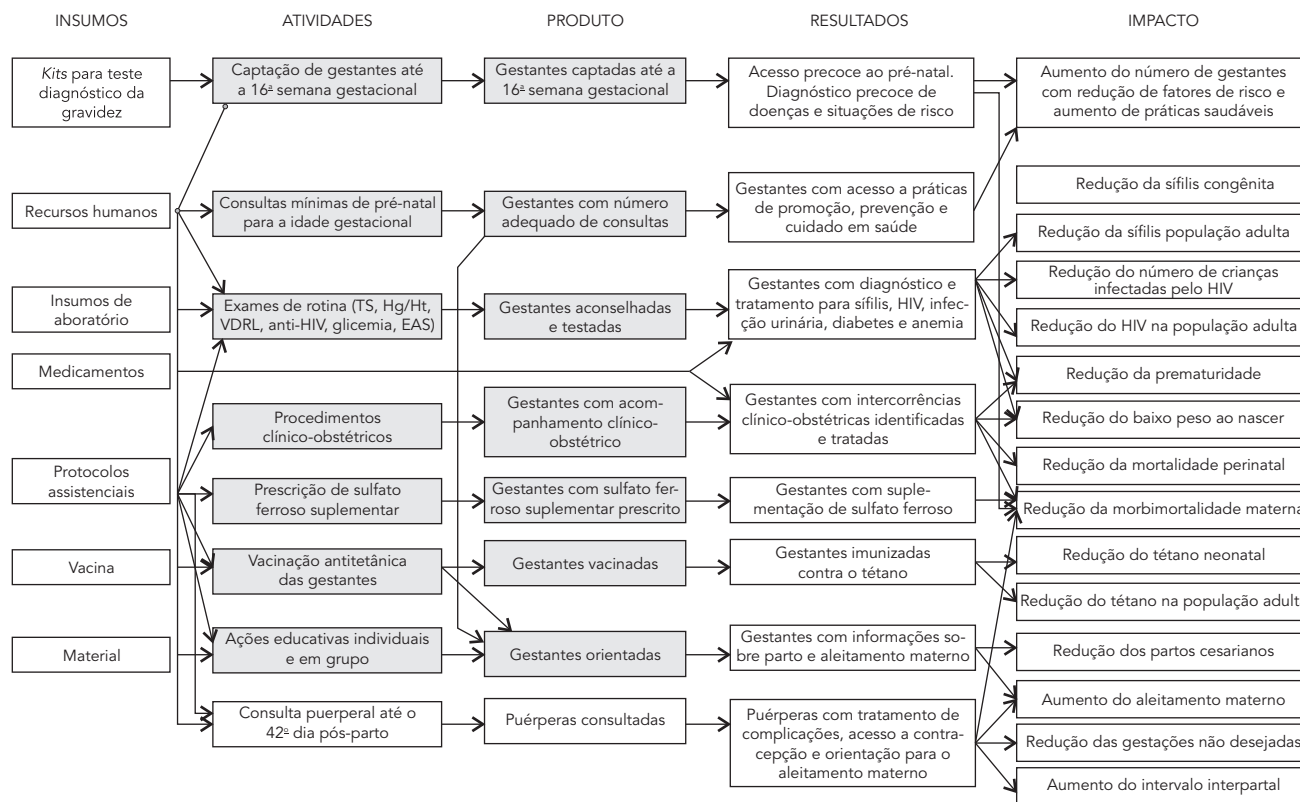 INSUMOS
ATIVIDADES
PRODUTO
RESULTADOS
IMPACTO
Kits para teste
diagnóstico da
gravidez
Captação de gestantes até
a 16ª semana gestacional
Gestantes captadas até a
16ª semana gestacional
Acesso precoce ao pré-natal.
Diagnóstico precoce de
doenças e situações de risco
Aumento do número de gestantes
com redução de fatores de risco e
aumento de práticas saudáveis
Redução da sífilis congênita
Recursos humanos
Consultas mínimas de pré-natal
para a idade gestacional
Gestantes com número
adequado de consultas
Gestantes com acesso a práticas
de promoção, prevenção e
cuidado em saúde
Redução da sífilis população adulta
Redução do número de crianças
infectadas pelo HIV
Insumos de
aboratório
Exames de rotina (TS, Hg/Ht,
VDRL, anti-HIV, glicemia, EAS)
Gestantes aconselhadas
e testadas
Gestantes com diagnóstico e
tratamento para sífilis, HIV, infec-
ção urinária, diabetes e anemia
Redução do HIV na população adulta
Medicamentos
Redução da prematuridade
Procedimentos
clínico-obstétricos
Gestantes com acom-
panhamento clínico-
obstétrico
Gestantes com intercorrências
clínico-obstétricas identificadas
e tratadas
Redução do baixo peso ao nascer
Redução da mortalidade perinatal
Protocolos
assistenciais
Prescrição de sulfato
ferroso suplementar
Gestantes com sulfato fer-
roso suplementar prescrito
Gestantes com suple-
mentação de sulfato ferroso
Redução da morbimortalidade materna
Vacina
Vacinação antitetânica
das gestantes
Gestantes vacinadas
Gestantes imunizadas
contra o tétano
Redução do tétano neonatal
Redução do tétano na população adult
Material
Ações educativas individuais
e em grupo
Gestantes orientadas
Gestantes com informações so-
bre parto e aleitamento materno
Redução dos partos cesarianos
Aumento do aleitamento materno
Consulta puerperal até o
42º dia pós-parto
Puérperas consultadas
Puérperas com tratamento de
complicações, acesso a contra-
cepção e orientação para o
aleitamento materno
Redução das gestações não desejadas
Aumento do intervalo interpartal